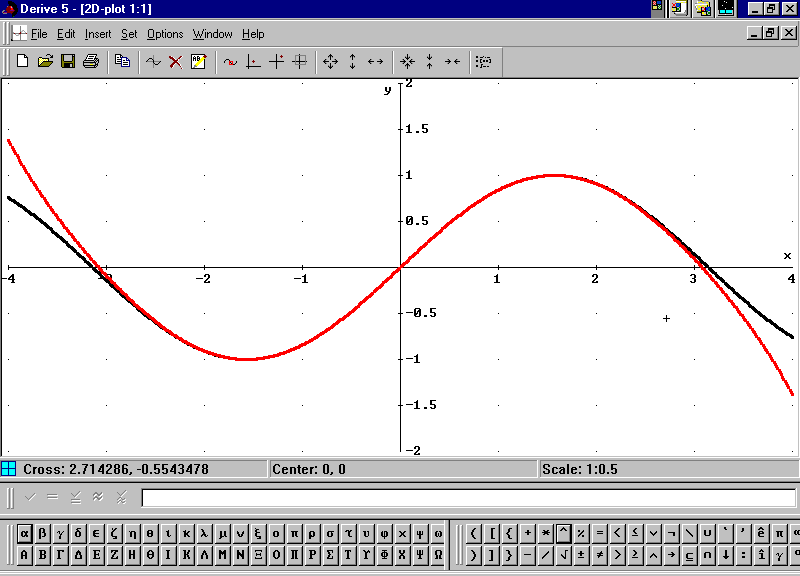 Derive 5 - [2D-plot 1:1]
File Edit Insert Set Options Window Help
y 2
1.5
1
0.5
x
-4 -3 -2 -1 1 2 3 4
-0.5
-1
-1.5
-2
Cross: 2.714286, -0.5543478 Center: 0, 0 Scale: 1:0.5
α β γ δ ε ζ η θ ι κ λ μ ν ξ ο π ρ σ τ υ φ χ ψ ω ( [ { + * ^ % = < ≤ ∨ ¬ \ ∪ ` ‘ ê π
Α Β Γ Δ Ε Ζ Η Θ Ι Κ Λ Μ Ν Ξ Ο Π Ρ Σ Τ Υ Φ Χ Ψ Ω ) ] } - / √ ± ≠ > ≥ ∧ → ⊆ ∩ ↓ : î γ